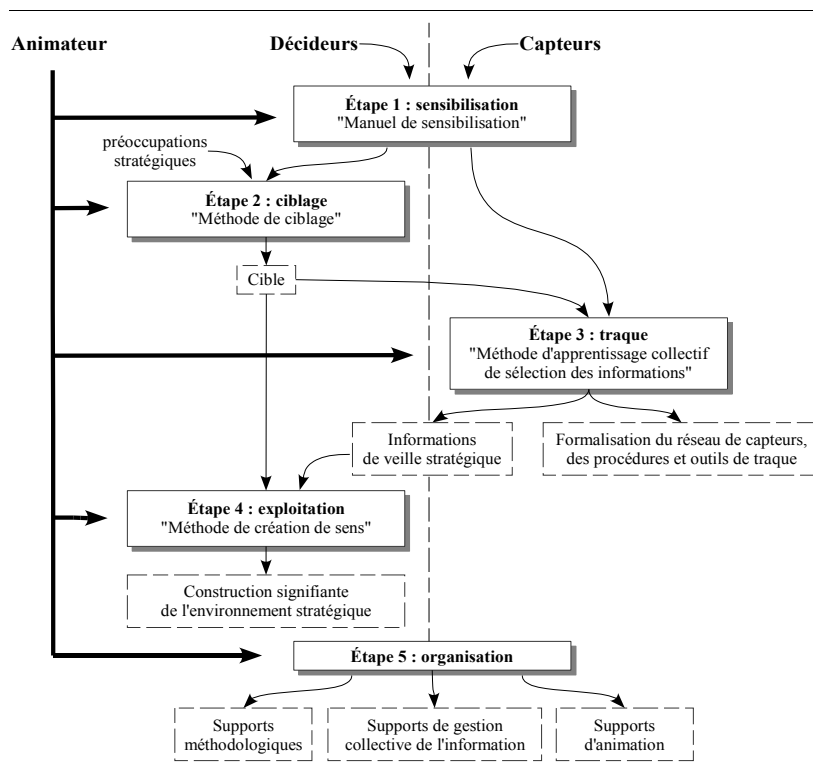 Animateur
Décideurs
Capteurs
Étape 1 : sensibilisation
"Manuel de sensibilisation"
préoccupations
stratégiques
Étape 2 : ciblage
"Méthode de ciblage"
Cible
Étape 3 : traque
"Méthode d'apprentissage collectif
de sélection des informations"
Informations
de veille stratégique
Formalisation du réseau de capteurs,
des procédures et outils de traque
Étape 4 : exploitation
"Méthode de création de sens"
Construction signifiante
de l'environnement stratégique
Étape 5 : organisation
Supports
méthodologiques
Supports de gestion
collective de l'information
Supports
d'animation